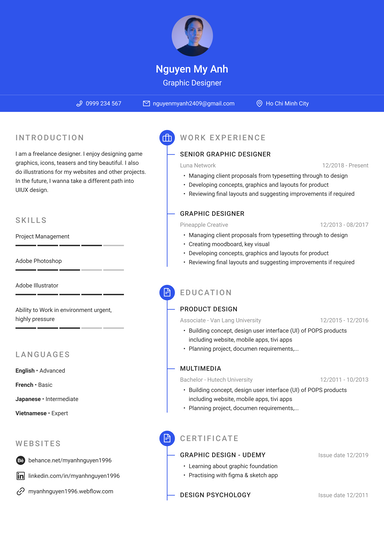 Nguyen My Anh
Graphic Designer
0999 234 567
nguyenmyanh2409@gmail.com
Ho Chi Minh City
INTRODUCTION
I am a freelance designer. I enjoy designing game
graphics, icons, teasers and tiny beautiful. I also
do illustrations for my websites and other projects.
In the future, I wanna take a different path into
UIUX design.
SKILLS
Project Management
Adobe Photoshop
Adobe Illustrator
Ability to Work in environment urgent,
highly pressure
LANGUAGES
English • Advanced
French • Basic
Japanese • Intermediate
Vietnamese • Expert
WEBSITES
behance.net/myanhnguyen1996
linkedin.com/in/myanhnguyen1996
myanhnguyen1996.webflow.com
WORK EXPERIENCE
SENIOR GRAPHIC DESIGNER
Luna Network 12/2018 - Present
• Managing client proposals from typesetting through to design
• Developing concepts, graphics and layouts for product
• Reviewing final layouts and suggesting improvements if required
GRAPHIC DESIGNER
Pineapple Creative 12/2013 - 08/2017
• Managing client proposals from typesetting through to design
• Creating moodboard, key visual
• Developing concepts, graphics and layouts for product
• Reviewing final layouts and suggesting improvements if required
EDUCATION
PRODUCT DESIGN
Associate - Van Lang University 12/2015 - 12/2016
• Building concept, design user interface (UI) of POPS products
including website, mobile apps, tivi apps
• Planning project, documen requirements,...
MULTIMEDIA
Bachelor - Hutech University 12/2011 - 10/2013
• Building concept, design user interface (UI) of POPS products
including website, mobile apps, tivi apps
• Planning project, documen requirements,...
CERTIFICATE
GRAPHIC DESIGN - UDEMY Issue date 12/2019
• Learning about graphic foundation
• Practising with figma & sketch app
DESIGN PSYCHOLOGY Issue date 12/2011